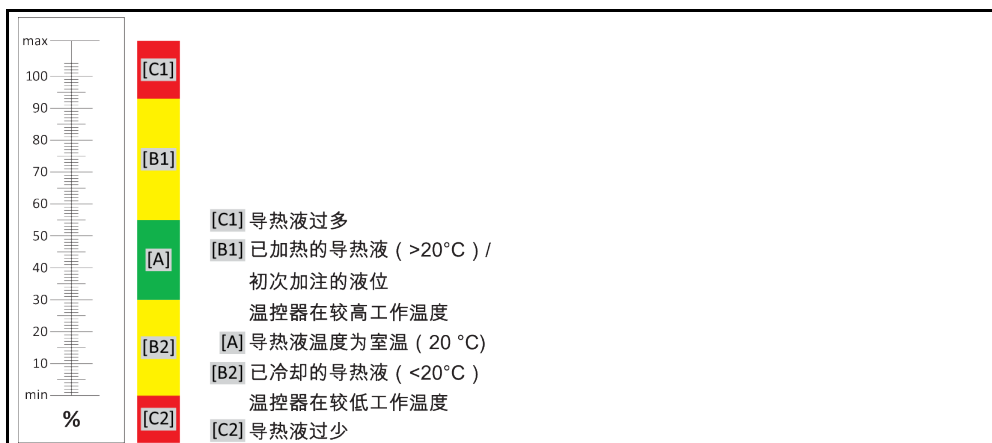 max
100
90
80
70
60
50
40
30
20
10
min
%
[C1]
[B1]
[A]
[B2]
[C2]
[C1] 导热液过多
[B1] 已加热的导热液（>20°C）/
初次加注的液位
温控器在较高工作温度
[A] 导热液温度为室温（20 °C)
[B2] 已冷却的导热液（<20°C）
温控器在较低工作温度
[C2] 导热液过少